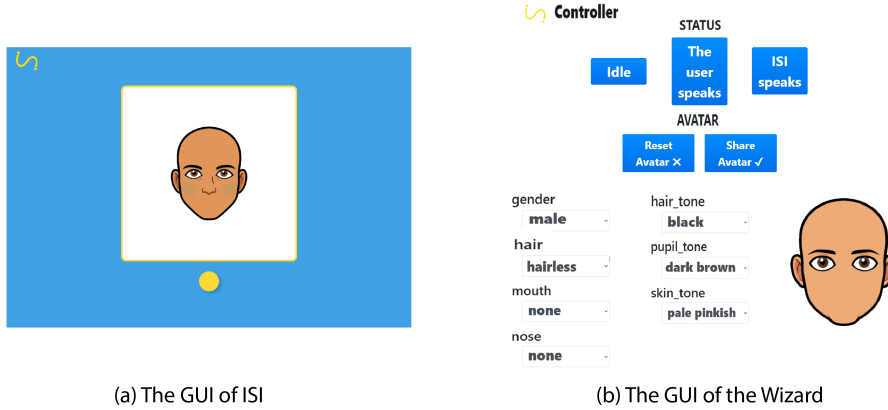 Controller
STATUS
Idle
The
user
speaks
ISI
speaks
AVATAR
Reset
Avatar ✕
Share
Avatar ✓
gender
male
hair
hairless
mouth
none
nose
none
hair_tone
black
pupil_tone
dark brown
skin_tone
pale pinkish
(a) The GUI of ISI
(b) The GUI of the Wizard